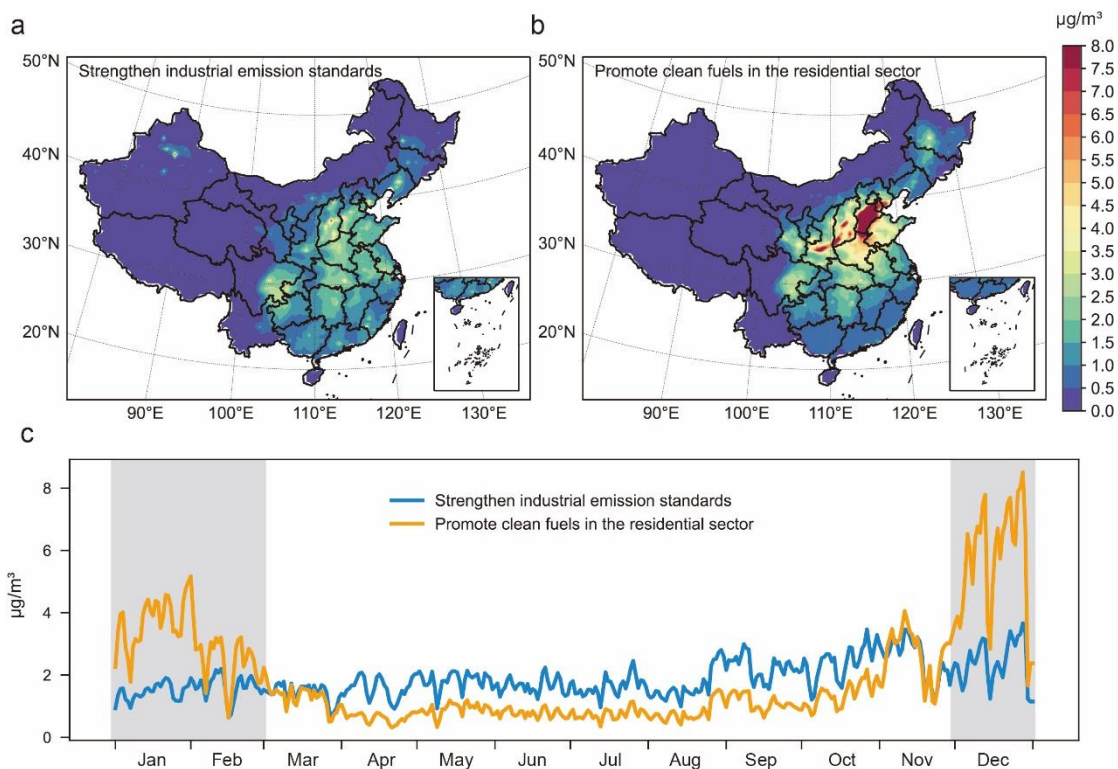 a
b
µg/m³
Strengthen industrial emission standards
Promote clean fuels in the residential sector
50°N
40°N
30°N
20°N
90°E
100°E
110°E
120°E
130°E
50°N
40°N
30°N
20°N
90°E
100°E
110°E
120°E
130°E
8.0
7.5
7.0
6.5
6.0
5.5
5.0
4.5
4.0
3.5
3.0
2.5
2.0
1.5
1.0
0.5
0.0
c
Strengthen industrial emission standards
Promote clean fuels in the residential sector
µg/m³
8
6
4
2
0
Jan Feb Mar Apr May Jun Jul Aug Sep Oct Nov Dec